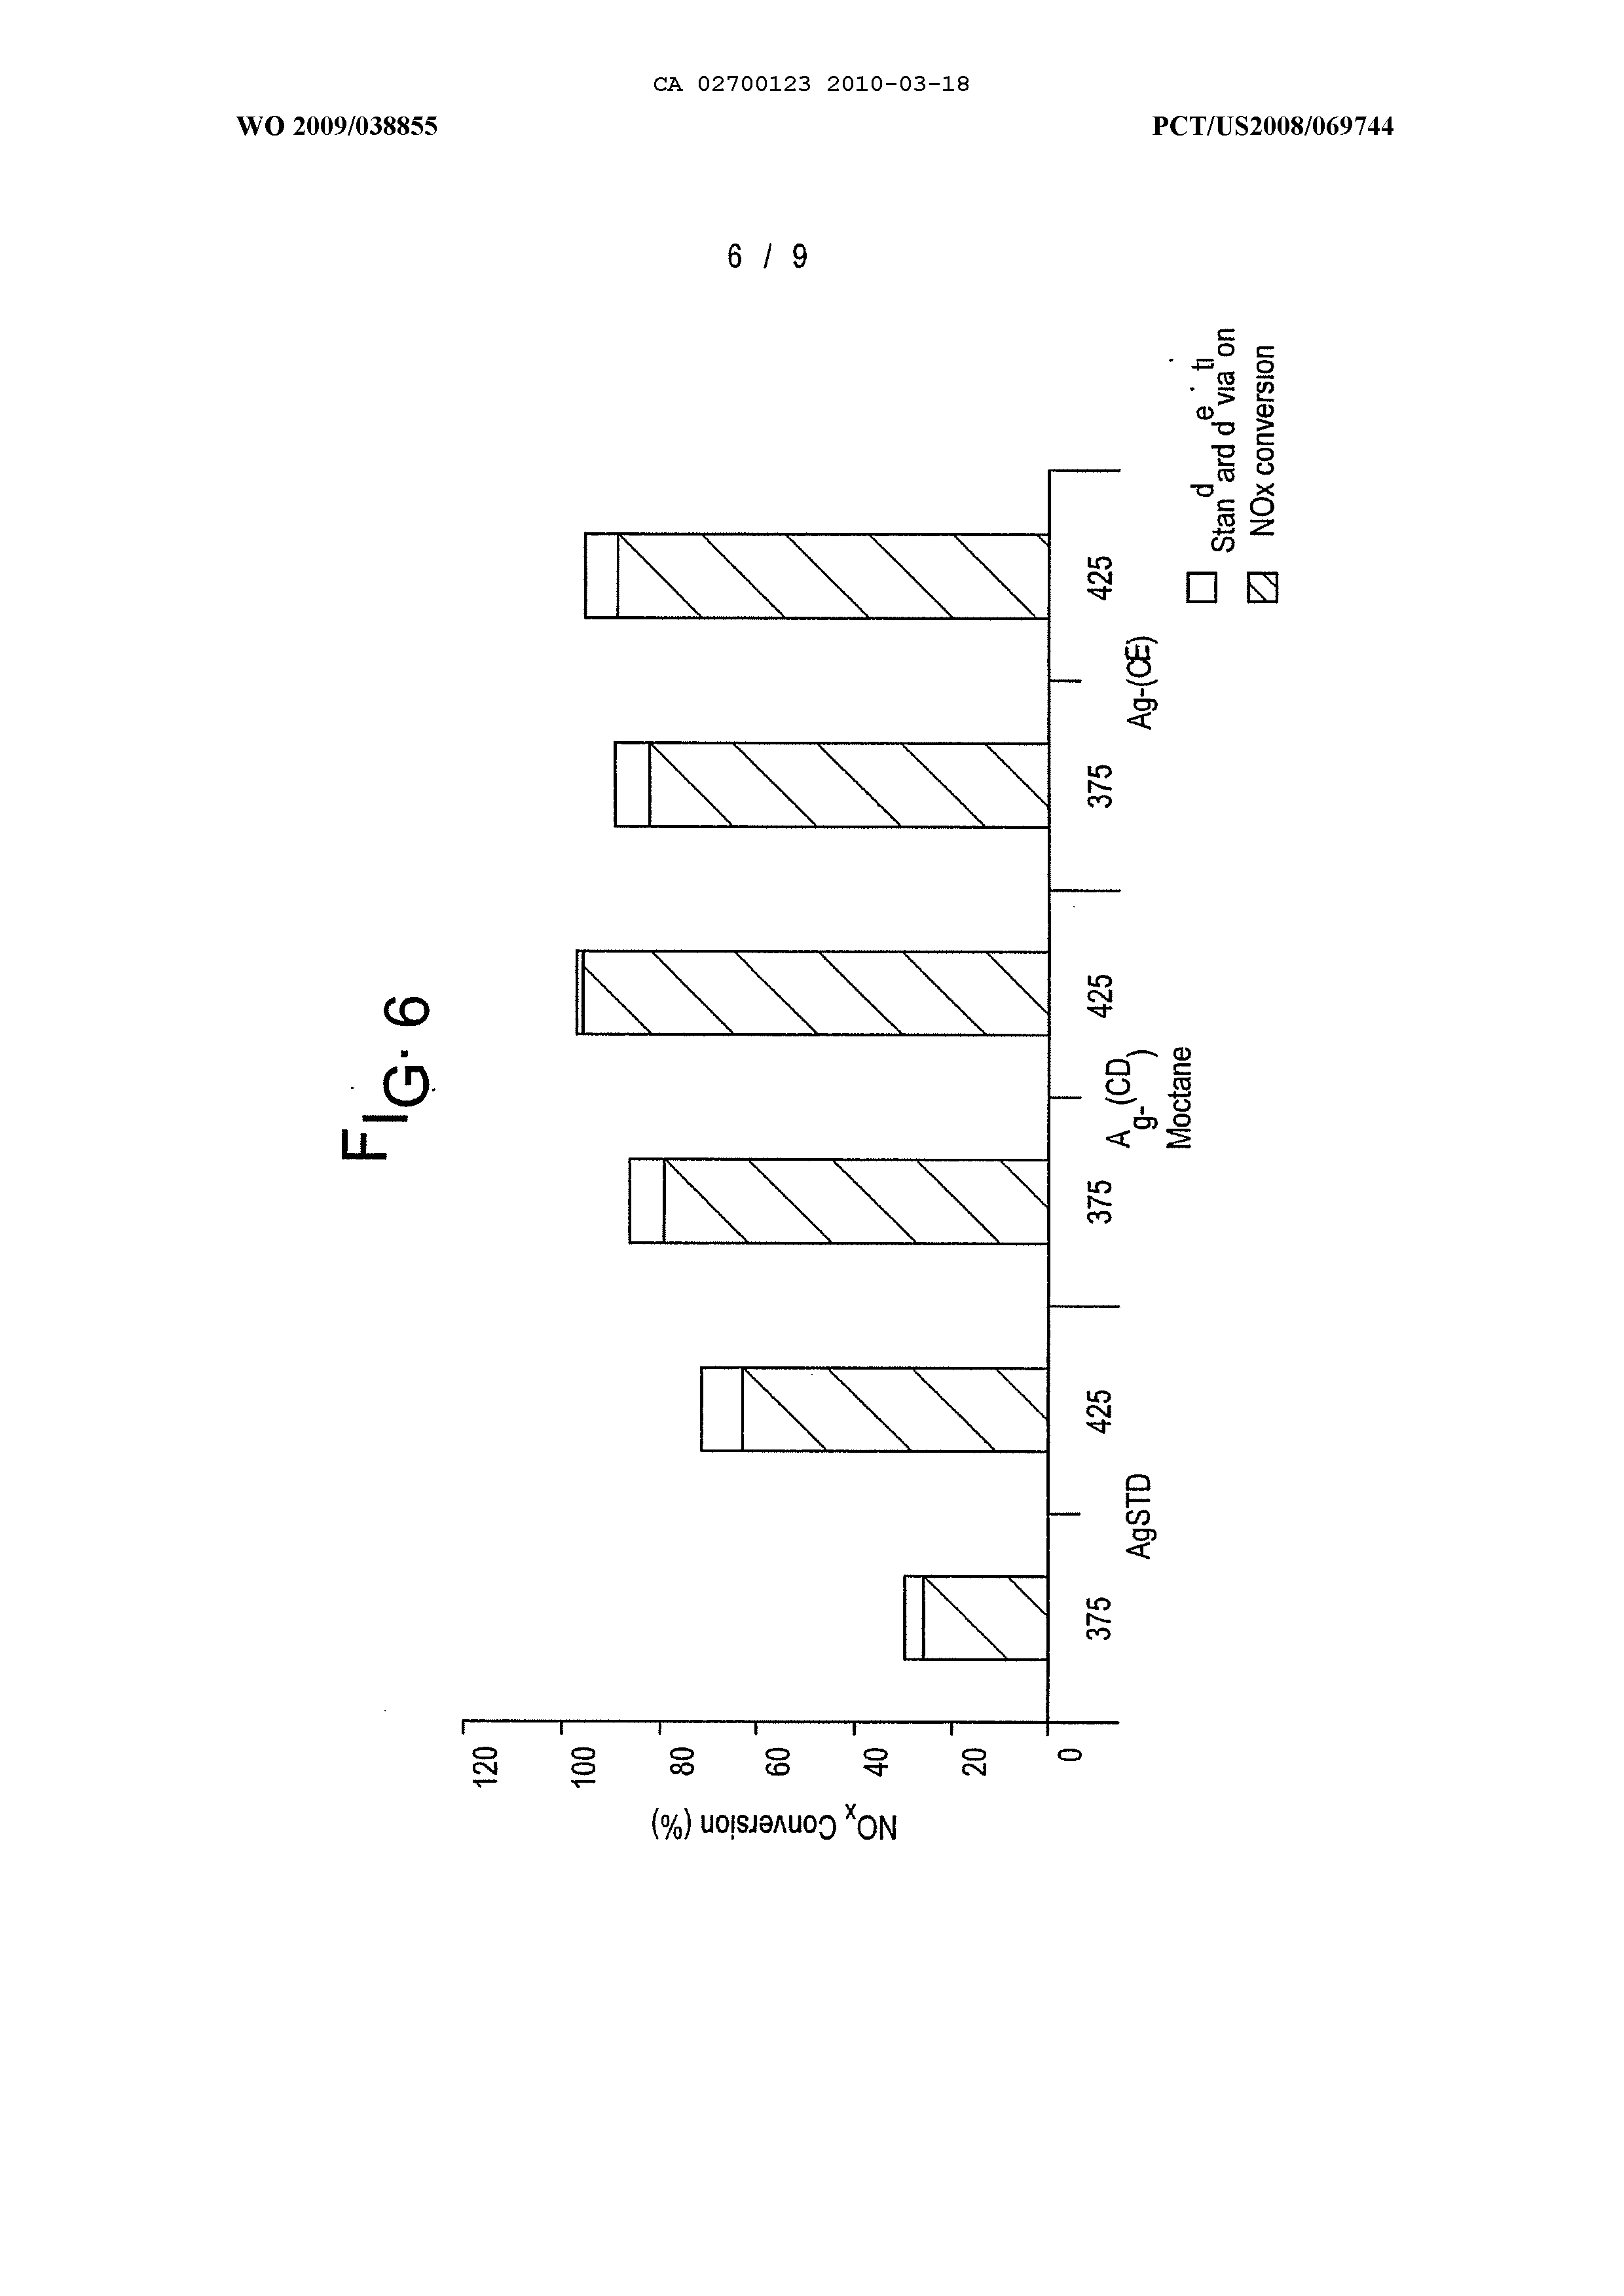 CA 02700123 2010-03-18
WO 2009/038855
PCT/US2008/069744
6 / 9
FIG. 6
NOx Conversion (%)
120
100
80
60
40
20
0
375
425
375
425
375
425
AgSTD
Ag-(CD)
Moctane
Ag-(CE)
Standard deviation
NOx conversion